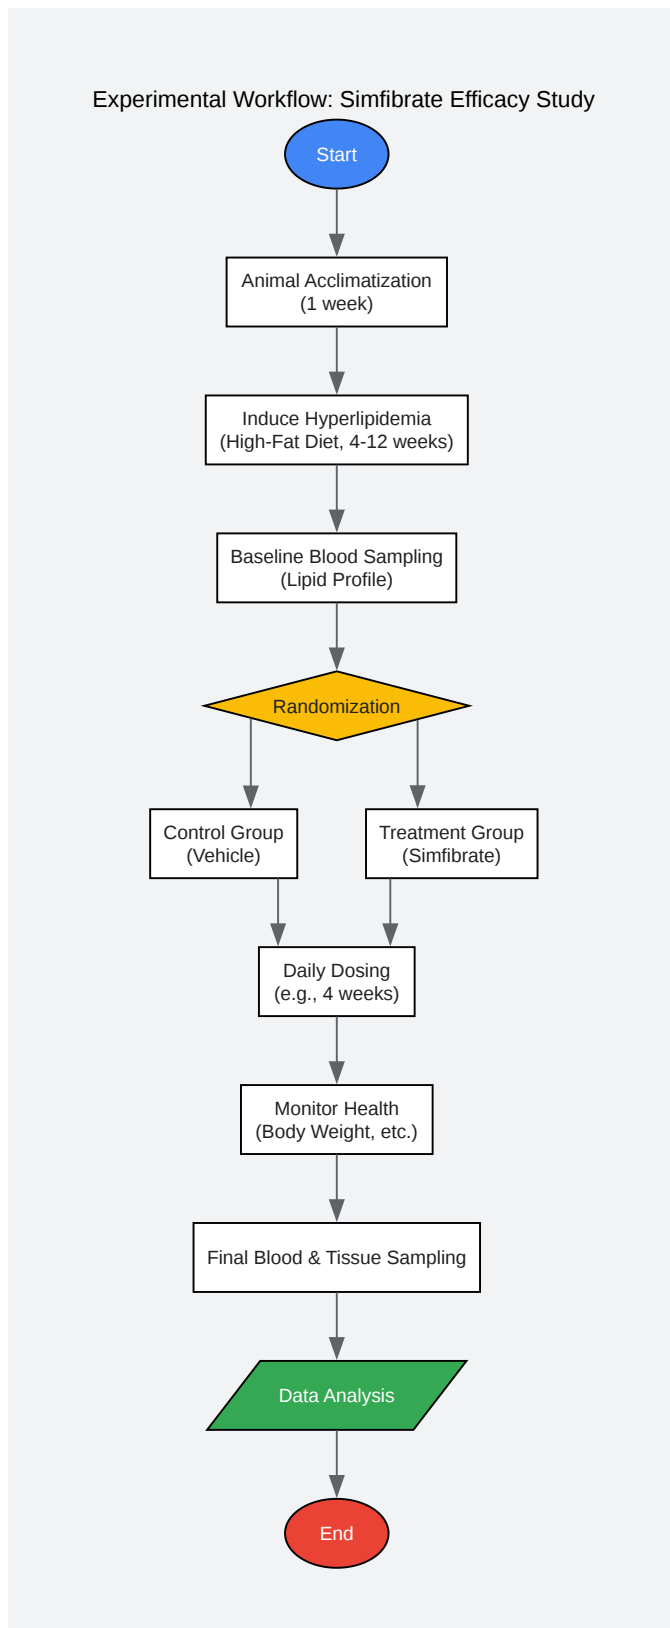 Experimental Workflow: Simfibrate Efficacy Study
Start
Animal Acclimatization
(1 week)
Induce Hyperlipidemia
(High-Fat Diet, 4-12 weeks)
Baseline Blood Sampling
(Lipid Profile)
Randomization
Control Group
(Vehicle)
Treatment Group
(Simfibrate)
Daily Dosing
(e.g., 4 weeks)
Monitor Health
(Body Weight, etc.)
Final Blood & Tissue Sampling
Data Analysis
End